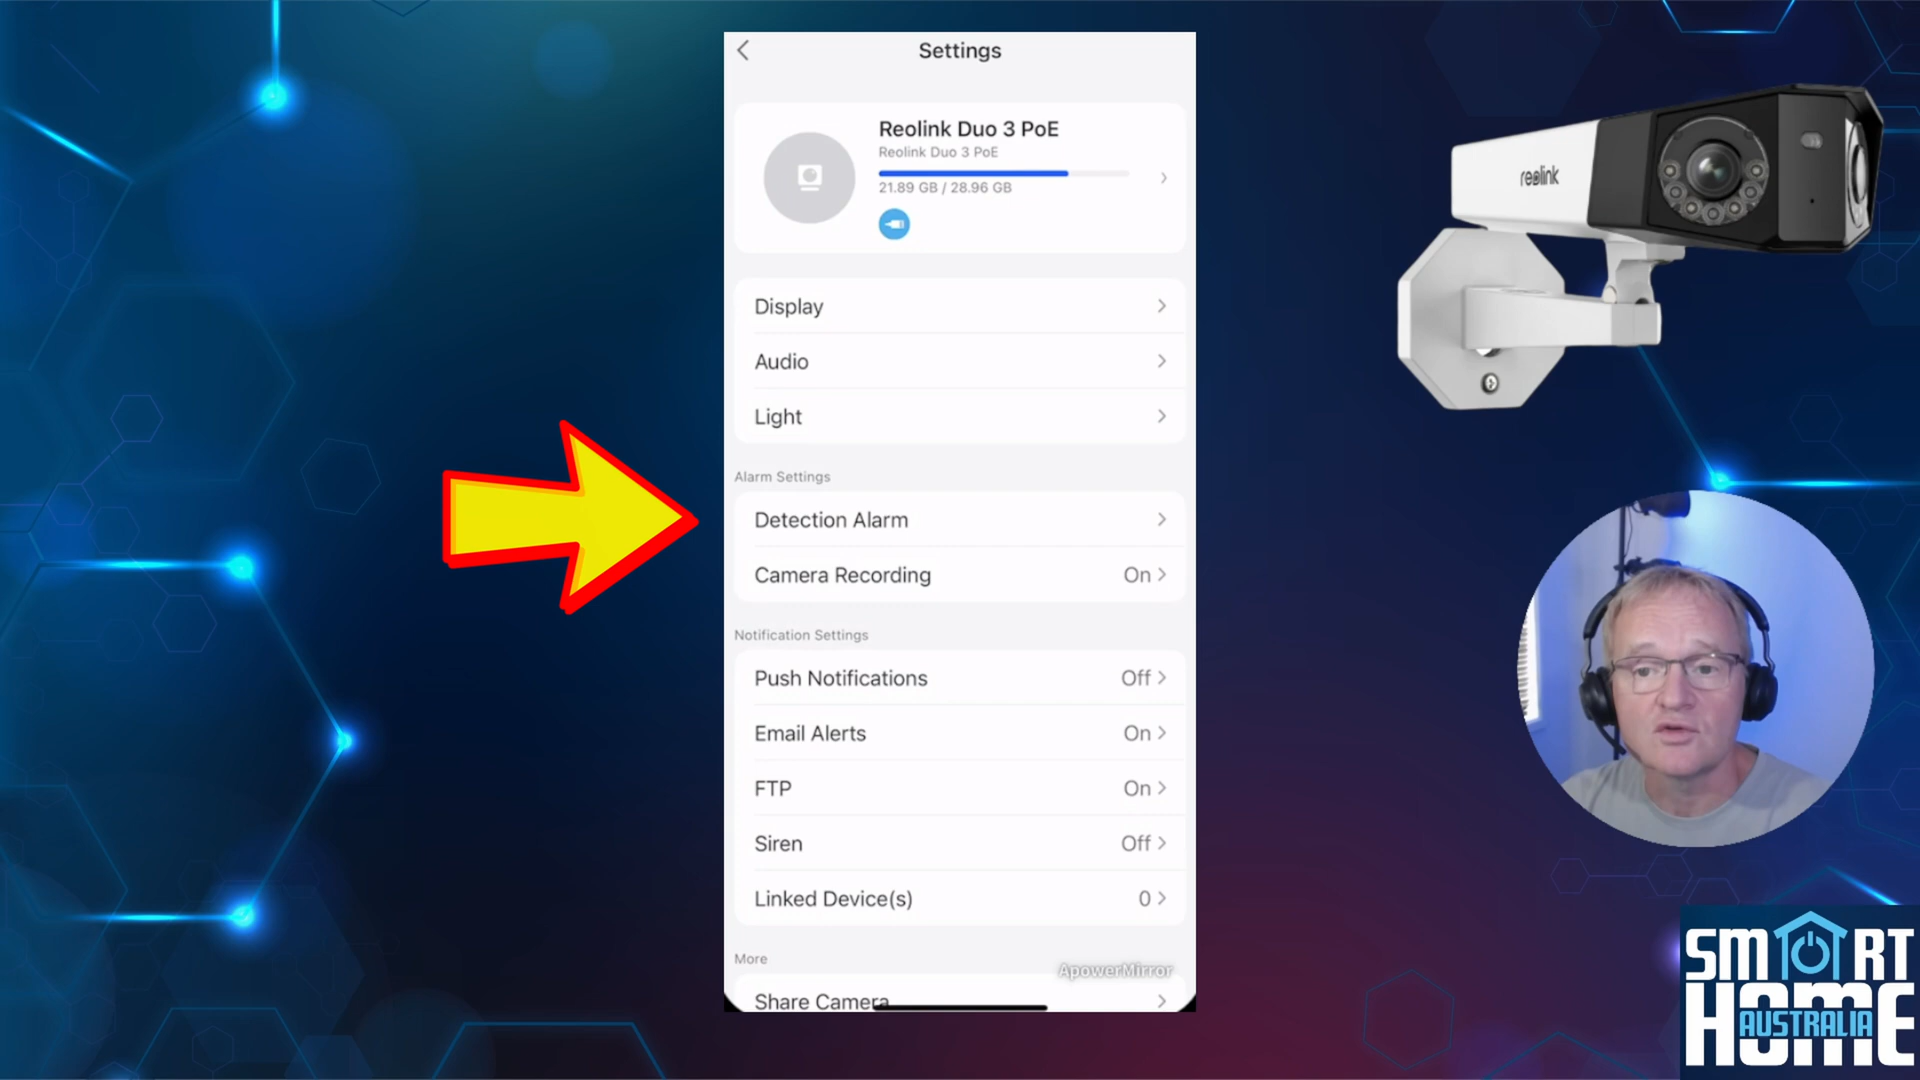 Settings
Reolink Duo 3 PoE
Reolink Duo 3 PoE
21.89 GB / 28.96 GB
Display
Audio
Light
Alarm Settings
Detection Alarm
Camera Recording On
Notification Settings
Push Notifications Off
Email Alerts On
FTP On
Siren Off
Linked Device(s) 0
More
ApowerMirror
Share Camera
reolink
SMART
HOME
AUSTRALIA